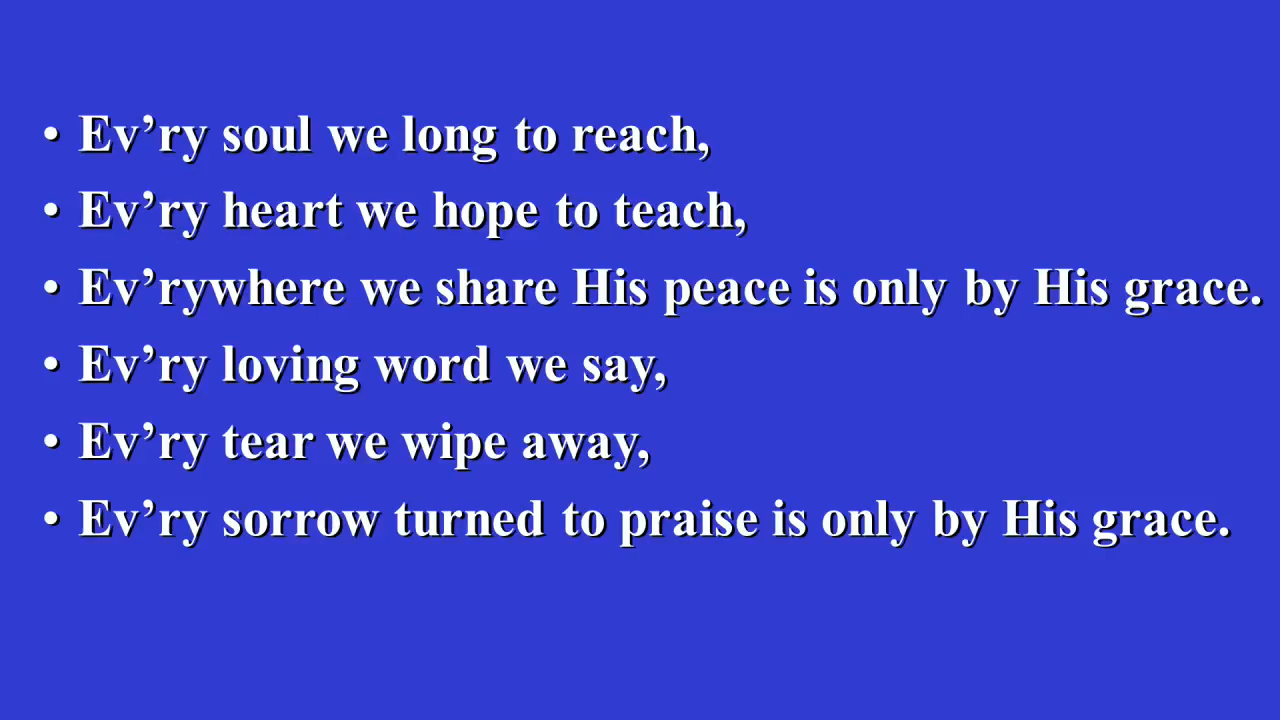 • Ev’ry soul we long to reach,
• Ev’ry heart we hope to teach,
• Ev’rywhere we share His peace is only by His grace.
• Ev’ry loving word we say,
• Ev’ry tear we wipe away,
• Ev’ry sorrow turned to praise is only by His grace.